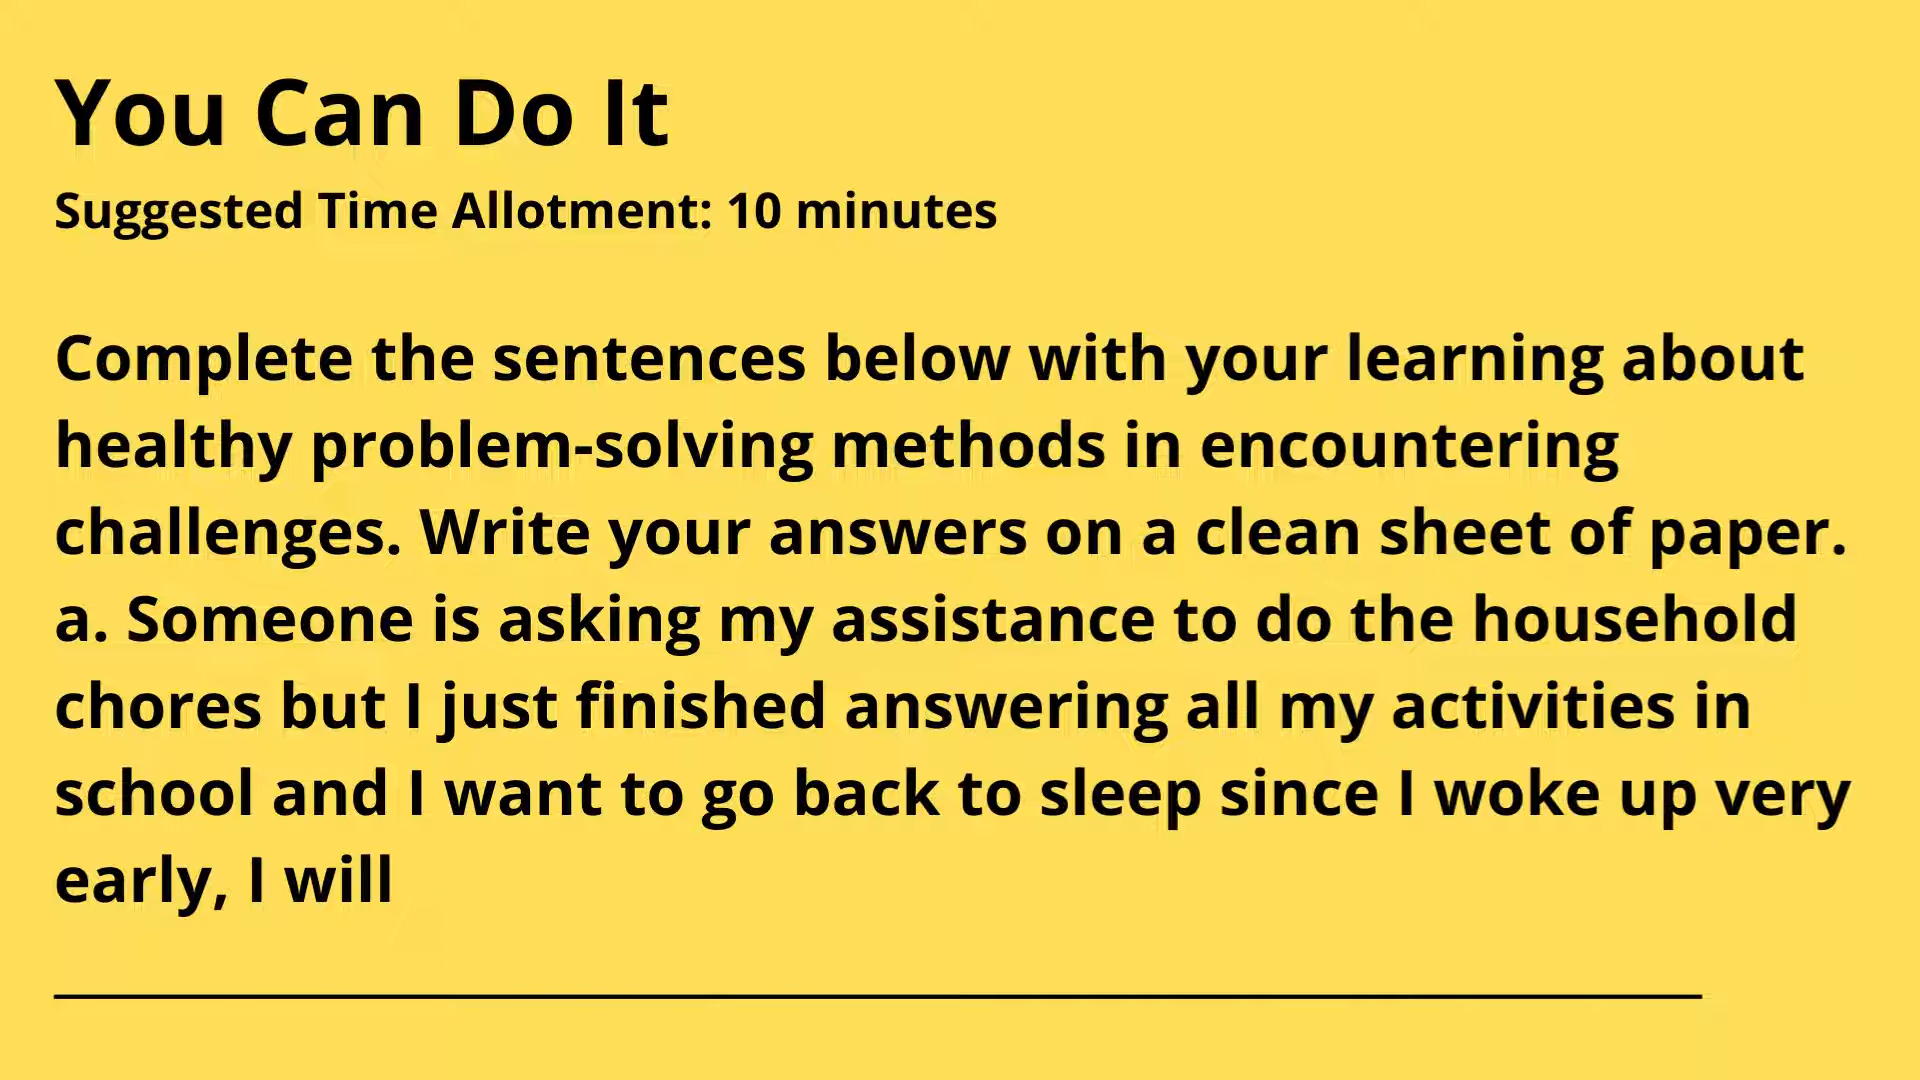 You Can Do It
Suggested Time Allotment: 10 minutes
Complete the sentences below with your learning about
healthy problem-solving methods in encountering
challenges. Write your answers on a clean sheet of paper.
a. Someone is asking my assistance to do the household
chores but I just finished answering all my activities in
school and I want to go back to sleep since I woke up very
early, I will